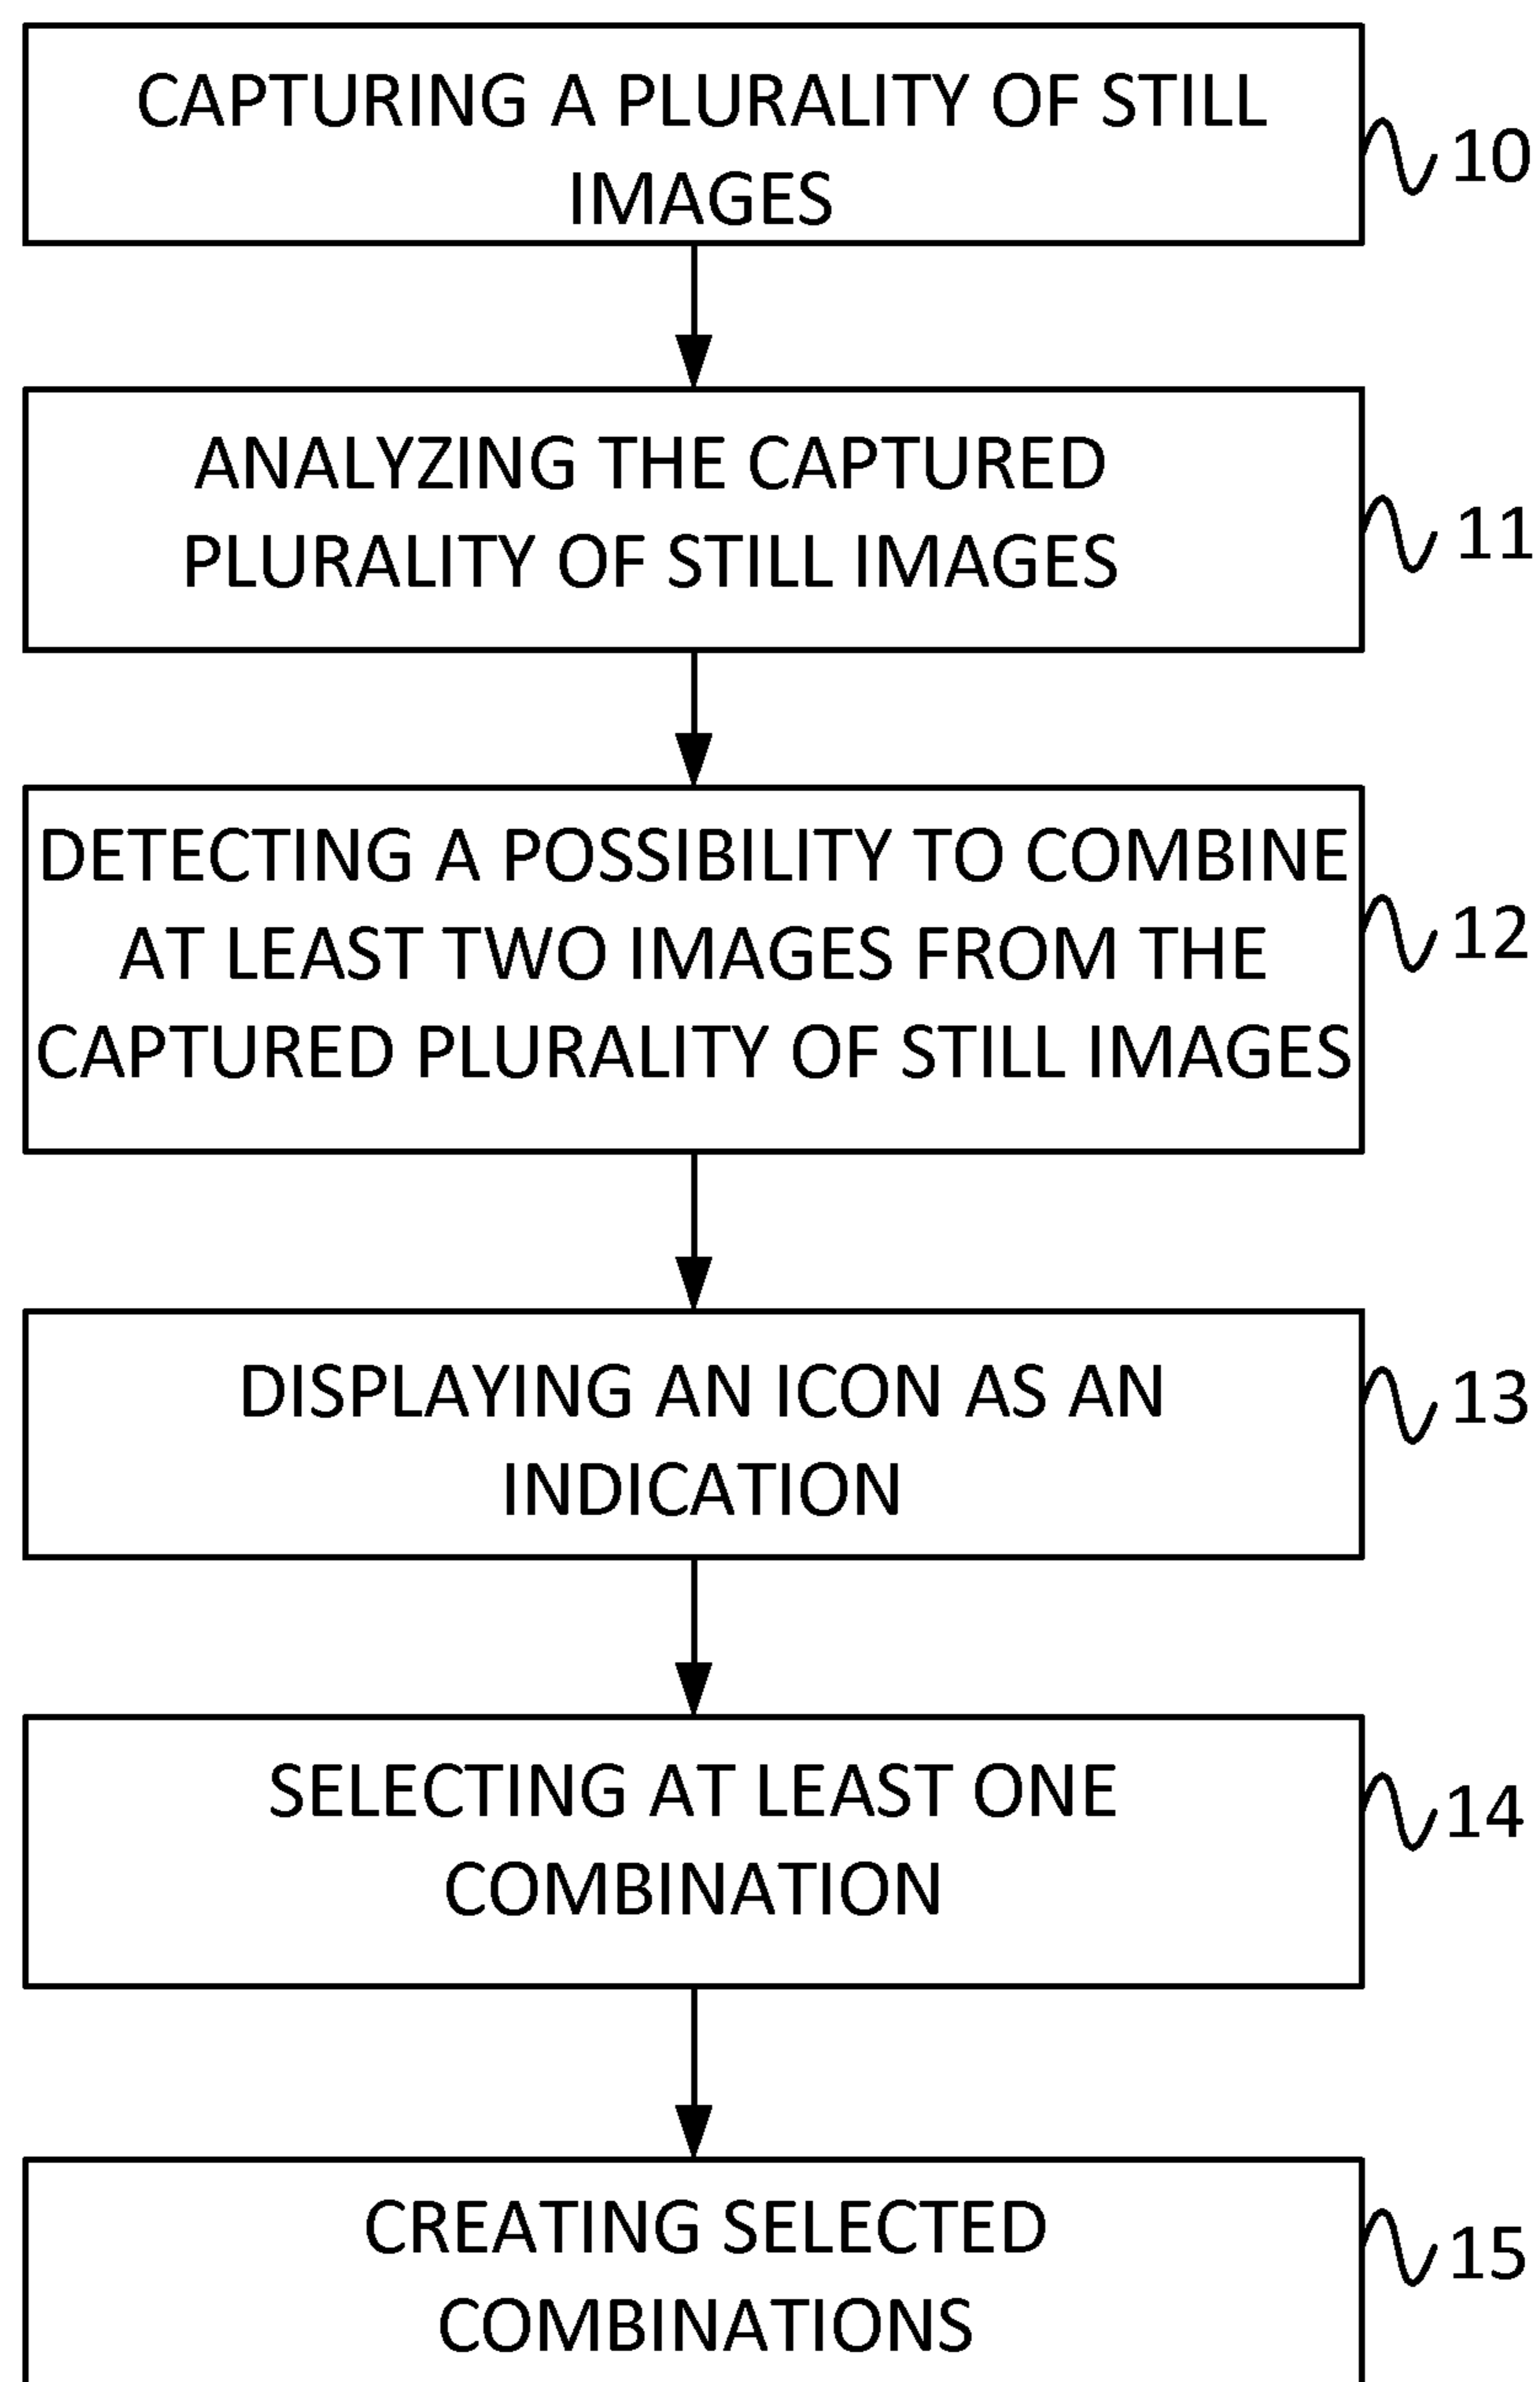 CAPTURING A PLURALITY OF STILL
IMAGES
10
ANALYZING THE CAPTURED
PLURALITY OF STILL IMAGES
11
DETECTING A POSSIBILITY TO COMBINE
AT LEAST TWO IMAGES FROM THE
CAPTURED PLURALITY OF STILL IMAGES
12
DISPLAYING AN ICON AS AN
INDICATION
13
SELECTING AT LEAST ONE
COMBINATION
14
CREATING SELECTED
COMBINATIONS
15